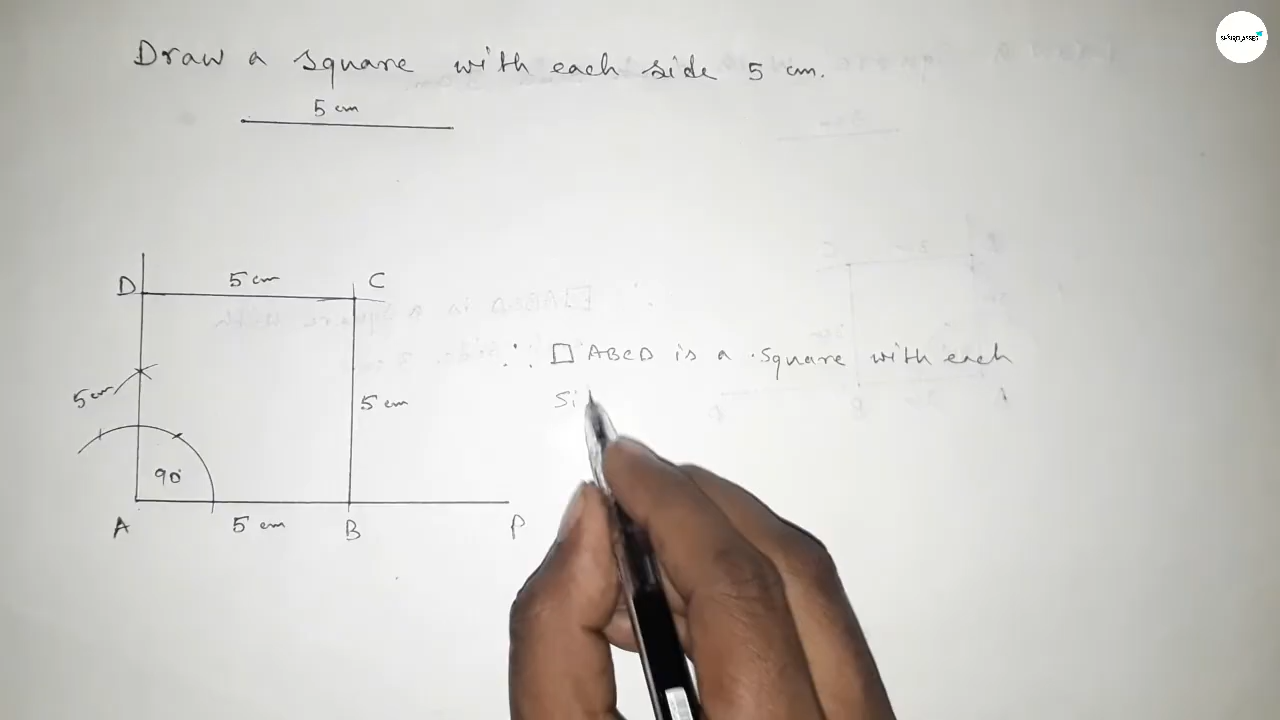 Draw a square with each side 5 cm.
5 cm
D 5 cm C
∴ □ABCD is a square with each
5 cm 5 cm Si
90°
A 5 cm B P